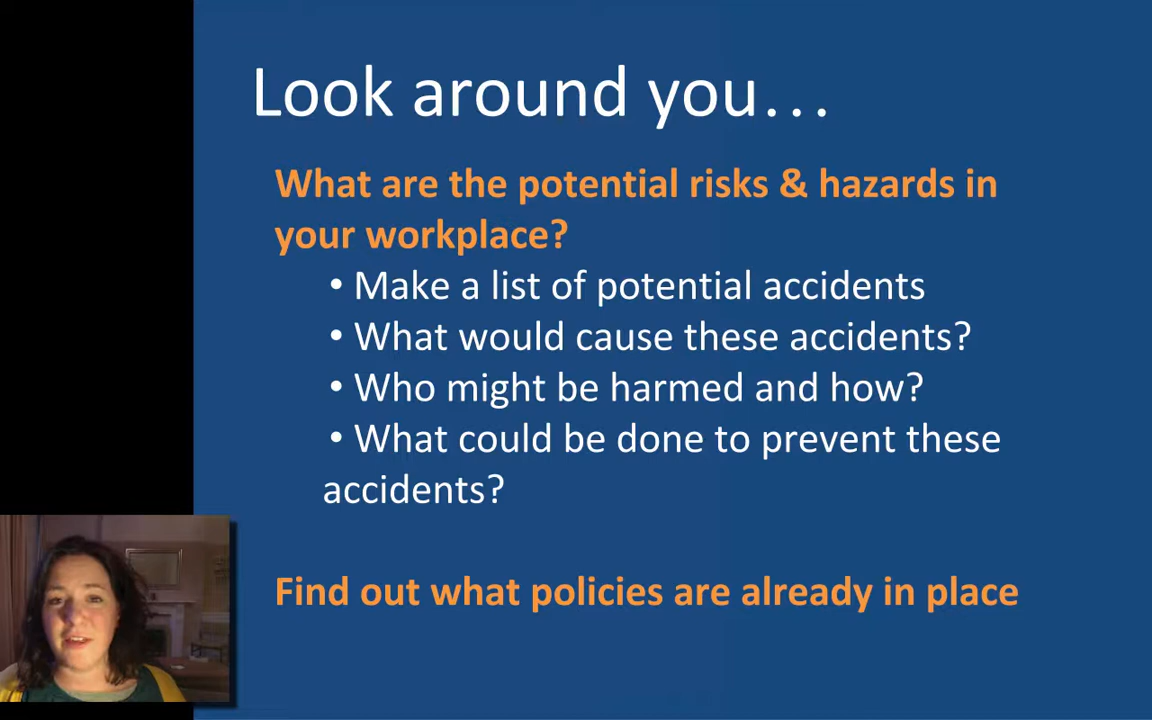 Look around you…
What are the potential risks & hazards in
your workplace?
• Make a list of potential accidents
• What would cause these accidents?
• Who might be harmed and how?
• What could be done to prevent these
accidents?
Find out what policies are already in place